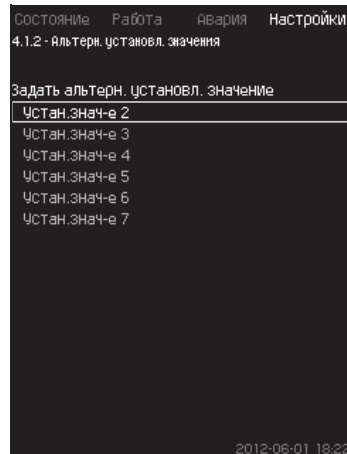 Состояние Работа Авария Настройки
4.1.2 - Альтерн. установл. значения
Задать альтерн. установл. значение
Устан.знач-е 2
Устан.знач-е 3
Устан.знач-е 4
Устан.знач-е 5
Устан.знач-е 6
Устан.знач-е 7
2012-06-01 18:22